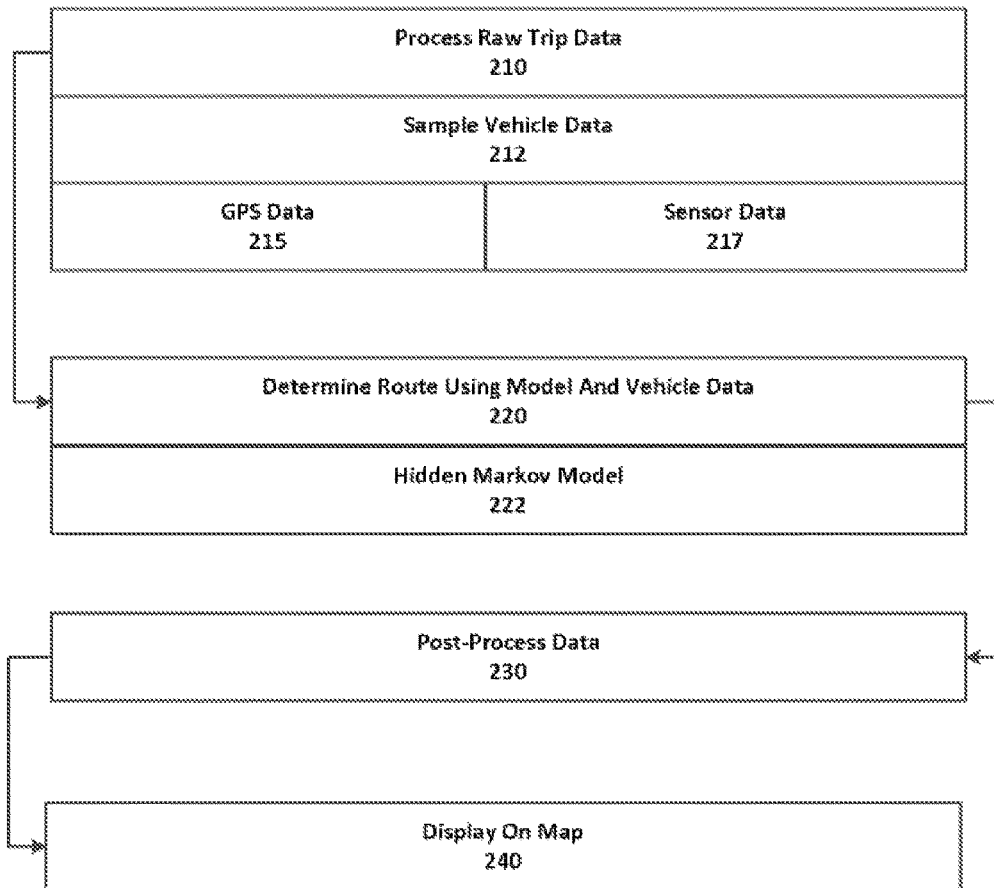 Process Raw Trip Data
210
Sample Vehicle Data
212
GPS Data
215
Sensor Data
217
Determine Route Using Model And Vehicle Data
220
Hidden Markov Model
222
Post-Process Data
230
Display On Map
240